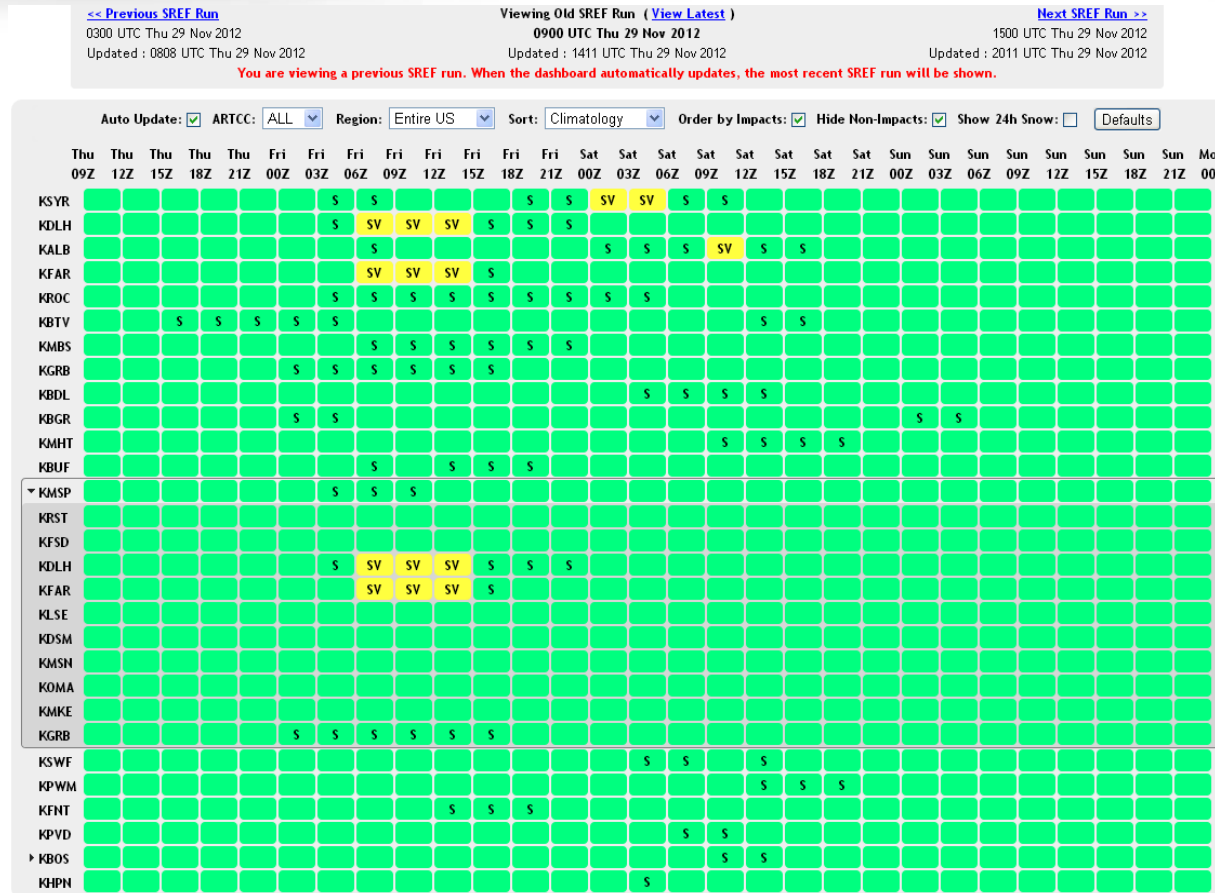 << Previous SREF Run Viewing Old SREF Run ( View Latest ) Next SREF Run >>
0300 UTC Thu 29 Nov 2012 0900 UTC Thu 29 Nov 2012 1500 UTC Thu 29 Nov 2012
Updated : 0808 UTC Thu 29 Nov 2012 Updated : 1411 UTC Thu 29 Nov 2012 Updated : 2011 UTC Thu 29 Nov 2012
You are viewing a previous SREF run. When the dashboard automatically updates, the most recent SREF run will be shown.
Auto Update: ARTCC: ALL Region: Entire US Sort: Climatology Order by Impacts: Hide Non-Impacts: Show 24h Snow: Defaults
Thu Thu Thu Thu Thu Fri Fri Fri Fri Fri Fri Fri Fri Sat Sat Sat Sat Sat Sat Sat Sat Sun Sun Sun Sun Sun Sun Sun Sun Mo
09Z 12Z 15Z 18Z 21Z 00Z 03Z 06Z 09Z 12Z 15Z 18Z 21Z 00Z 03Z 06Z 09Z 12Z 15Z 18Z 21Z 00Z 03Z 06Z 09Z 12Z 15Z 18Z 21Z 00
KSYR S S S S SV SV S S
KDLH S SV SV SV S S S
KALB S S S S SV S S
KFAR SV SV SV S
KROC S S S S S S S S S
KBTV S S S S S S S
KMBS S S S S S S
KGRB S S S S S S
KBDL S S S S
KBGR S S S S
KMHT S S S S
KBUF S S S S
KMSP S S S
KRST
KFSD
KDLH S SV SV SV S S S
KFAR SV SV SV S
KLSE
KDSM
KMSN
KOMA
KMKE
KGRB S S S S S S
KSWF S S S
KPWM S S S
KFNT S S S
KPVD S S
KBOS S S
KHPN S